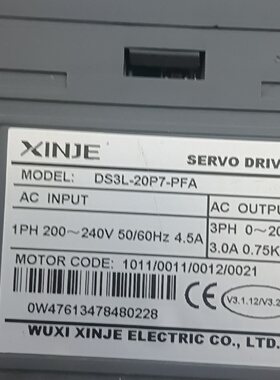 XINJE
SERVO DRIV
MODEL: DS3L-20P7-PFA
AC INPUT
AC OUTPU
1PH 200～240V 50/60Hz 4.5A
3PH 0～20
3.0A 0.75K
MOTOR CODE: 1011/0011/0012/0021
0W47613478480228
CE
V3.1.12/V3.2
WUXI XINJE ELECTRIC CO., LTD.